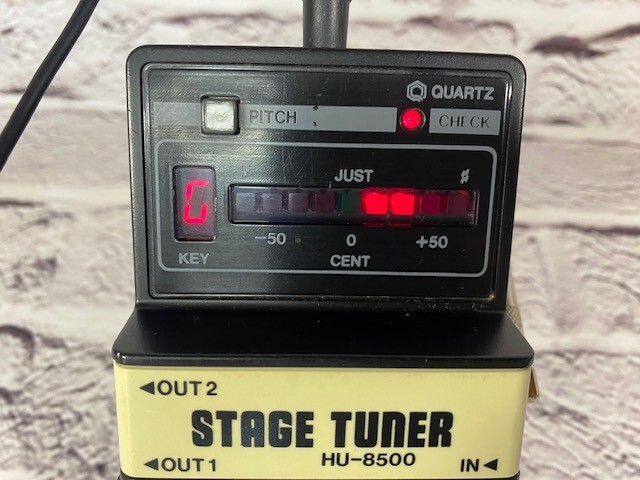 QUARTZ
PITCH CHECK
JUST ♯
G
-50 0 +50
KEY CENT
◄OUT 2
STAGE TUNER
◄OUT 1 HU-8500 IN◄